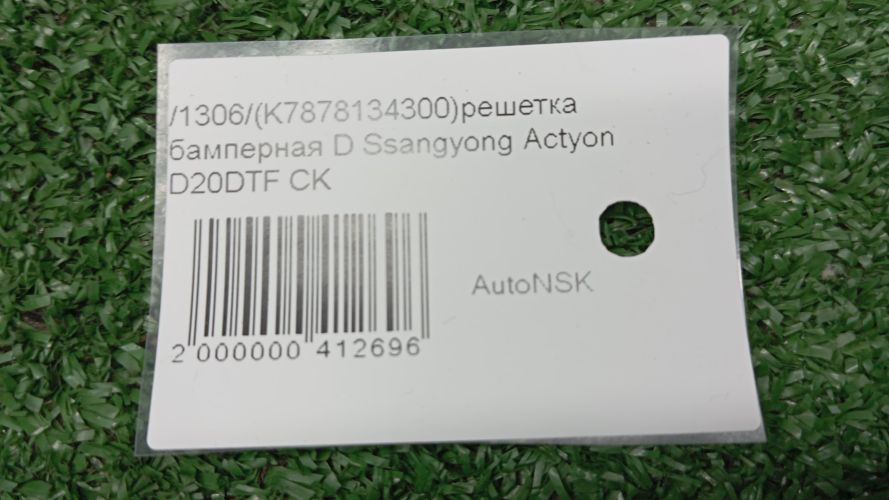 /1306/(K7878134300)решетка
бамперная D Ssangyong Actyon
D20DTF CK
AutoNSK
2 000000 412696